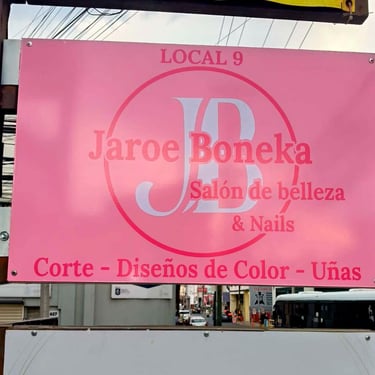 LOCAL 9
JB
Jaroe Boneka
Salón de belleza
& Nails
Corte - Diseños de Color - Uñas